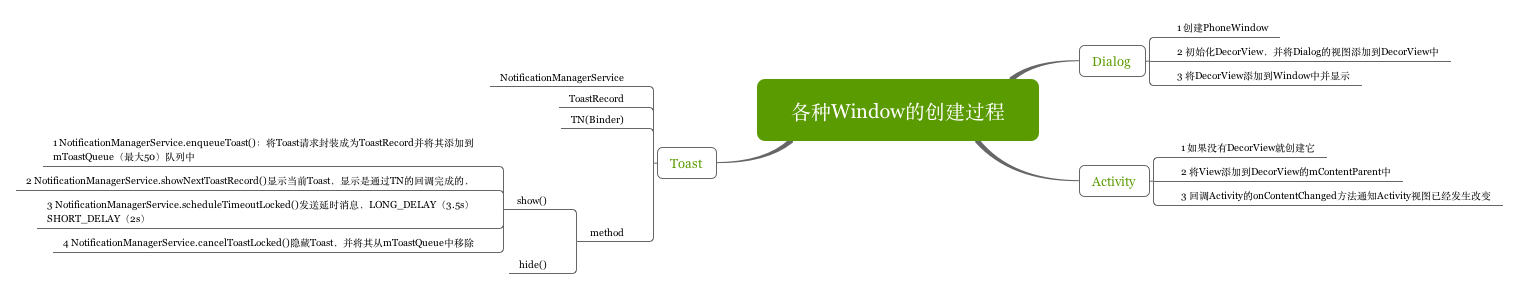 各种Window的创建过程
Dialog
1 创建PhoneWindow
2 初始化DecorView，并将Dialog的视图添加到DecorView中
3 将DecorView添加到Window中并显示
Activity
1 如果没有DecorView就创建它
2 将View添加到DecorView的mContentParent中
3 回调Activity的onContentChanged方法通知Activity视图已经发生改变
Toast
NotificationManagerService
ToastRecord
TN(Binder)
method
show()
1 NotificationManagerService.enqueueToast()：将Toast请求封装成为ToastRecord并将其添加到
mToastQueue（最大50）队列中
2 NotificationManagerService.showNextToastRecord()显示当前Toast，显示是通过TN的回调完成的，
3 NotificationManagerService.scheduleTimeoutLocked()发送延时消息，LONG_DELAY（3.5s）
SHORT_DELAY（2s）
4 NotificationManagerService.cancelToastLocked()隐藏Toast，并将其从mToastQueue中移除
hide()